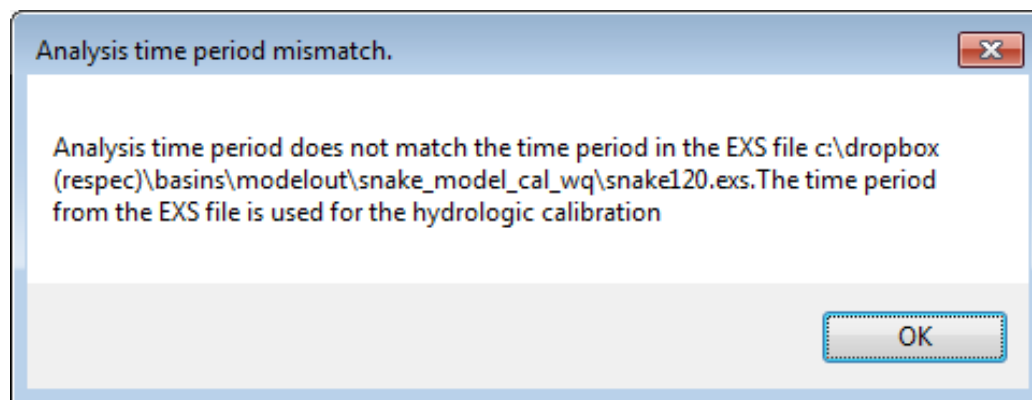 Analysis time period mismatch.
Analysis time period does not match the time period in the EXS file c:\dropbox
(respec)\basins\modelout\snake_model_cal_wq\snake120.exs.The time period
from the EXS file is used for the hydrologic calibration
OK